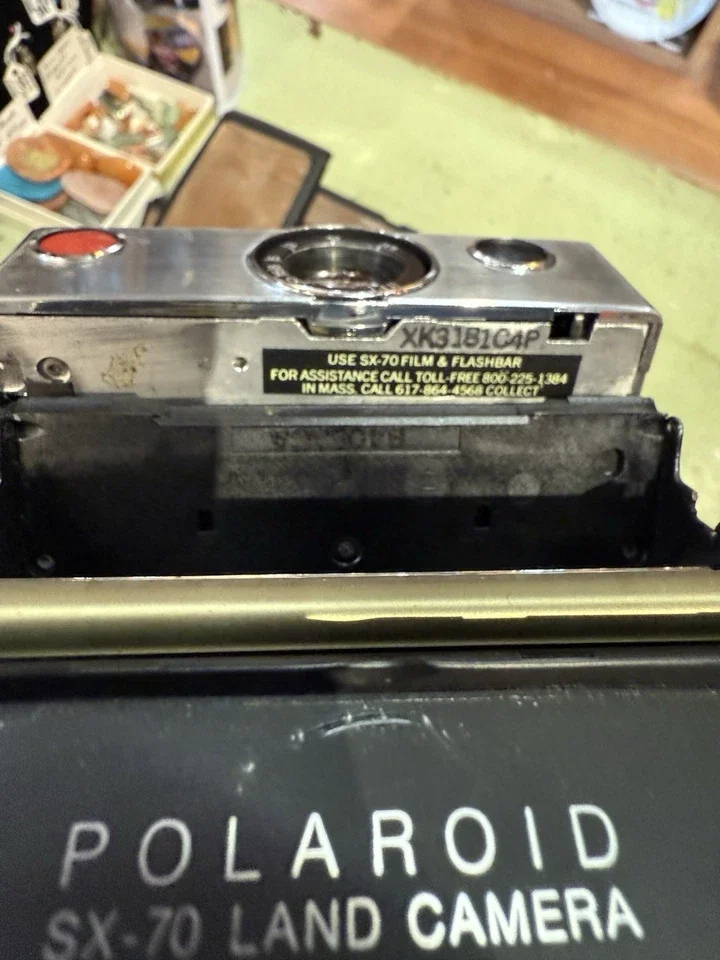 XK31B1C4P
USE SX-70 FILM & FLASHBAR
FOR ASSISTANCE CALL TOLL-FREE 800-225-1384
IN MASS. CALL 617-864-4568 COLLECT
POLAROID
SX-70 LAND CAMERA